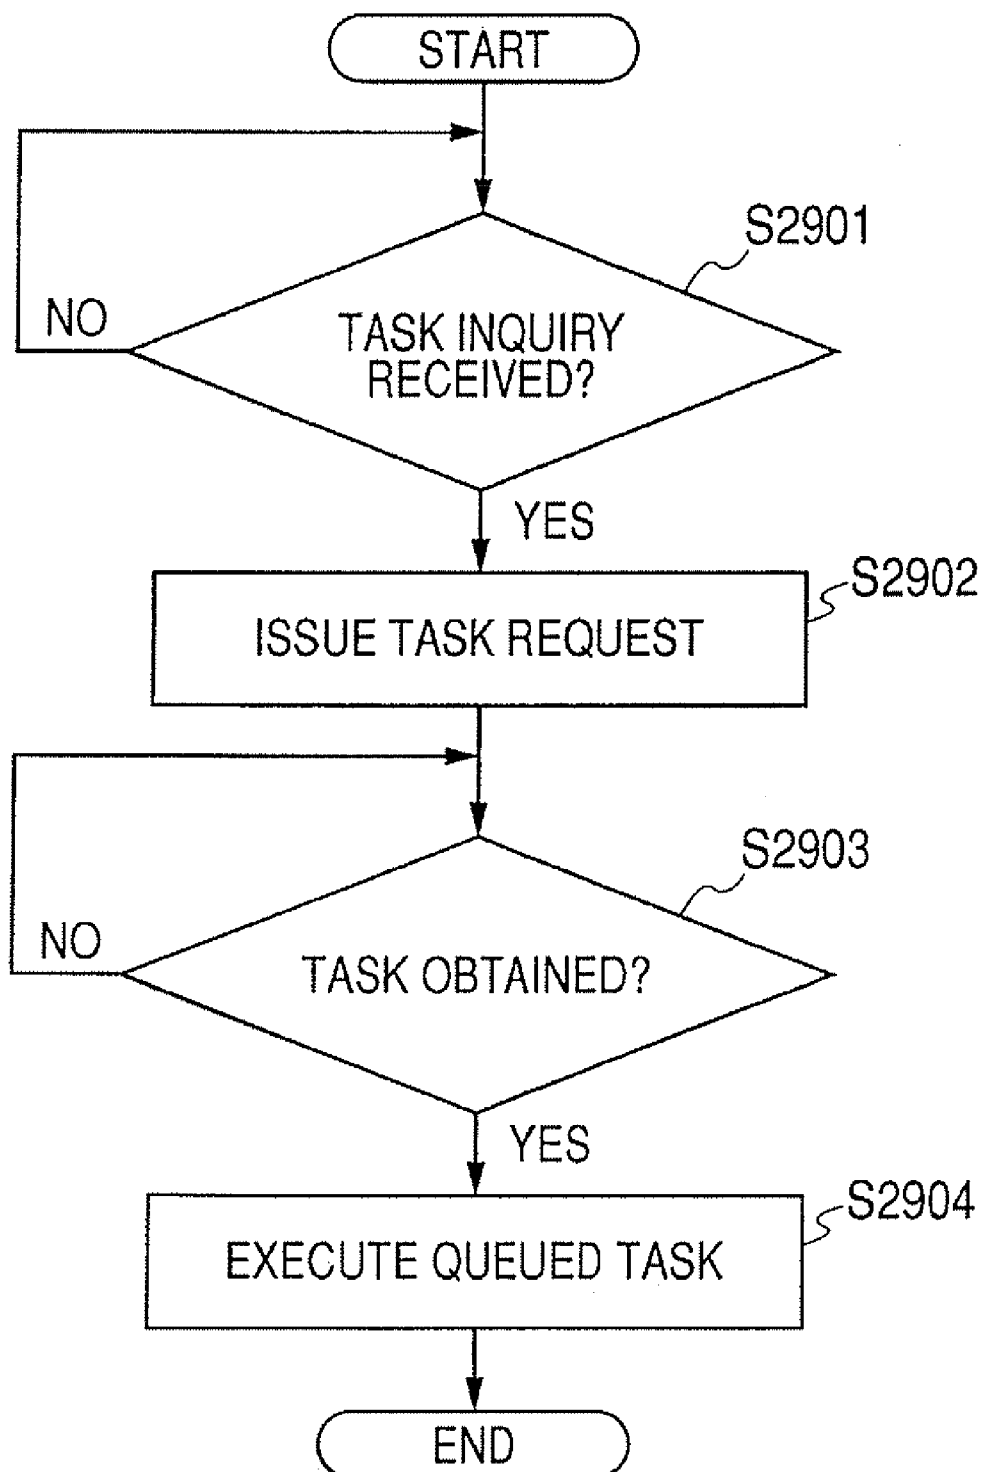 START
S2901
NO
TASK INQUIRY
RECEIVED?
YES
S2902
ISSUE TASK REQUEST
S2903
NO
TASK OBTAINED?
YES
S2904
EXECUTE QUEUED TASK
END